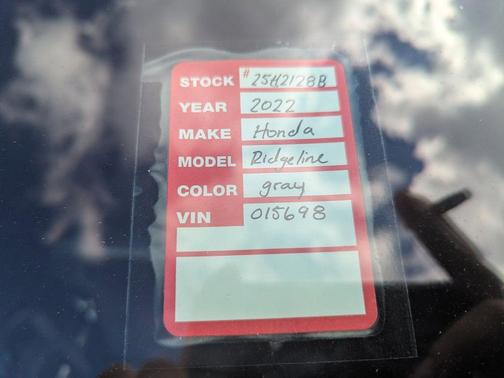 STOCK #25H2128B
YEAR 2022
MAKE Honda
MODEL Ridgeline
COLOR gray
VIN 015698